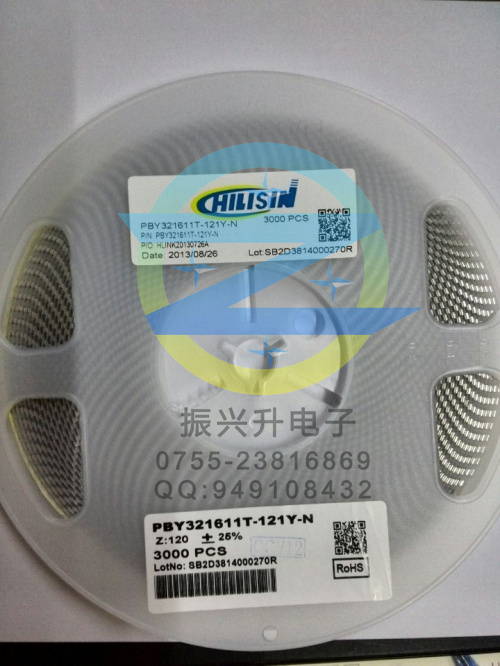 CHILISIN
PBY321611T-121Y-N 3000 PCS
P/N: PBY321611T-121Y-N
P/O: HLINK20130726A
Date: 2013/08/26 Lot:SB2D3814000270R
振兴升电子
0755-23816869
QQ:949108432
PBY321611T-121Y-N
Z:120 ± 25%
3000 PCS
LotNo: SB2D3814000270R
RoHS